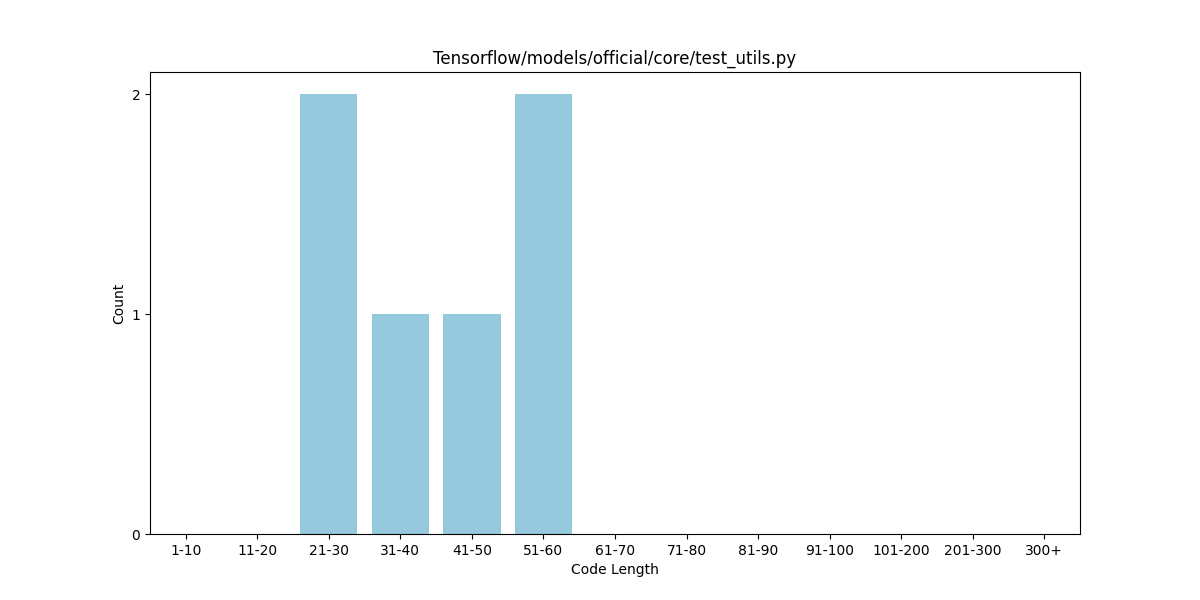 Tensorflow/models/official/core/test_utils.py
2
1
0
Count
1-10 11-20 21-30 31-40 41-50 51-60 61-70 71-80 81-90 91-100 101-200 201-300 300+
Code Length